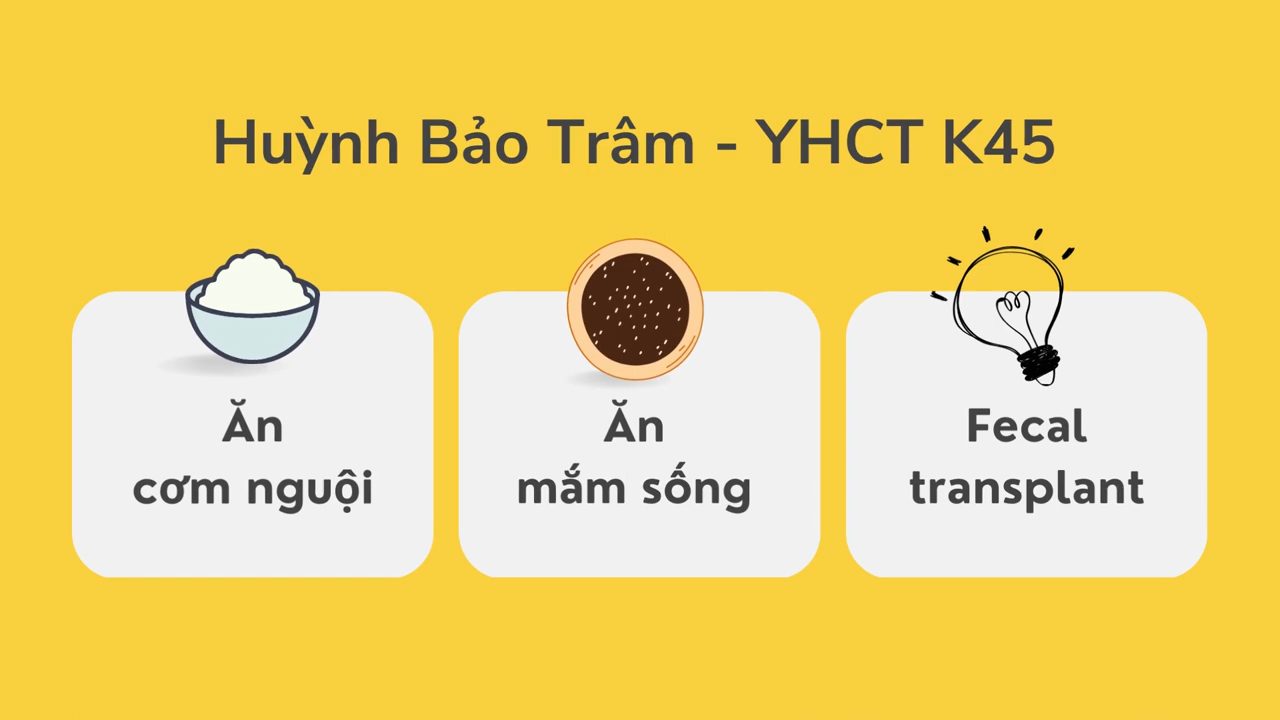 Huỳnh Bảo Trâm - YHCT K45
Ăn
cơm nguội
Ăn
mắm sống
Fecal
transplant